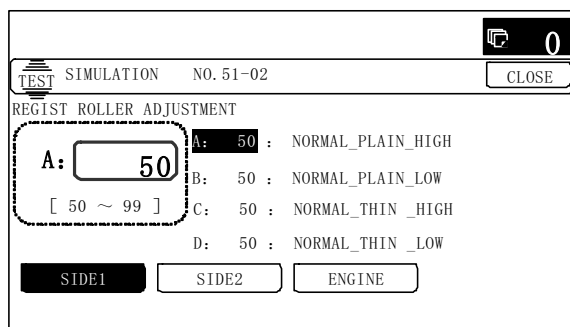 0
TEST SIMULATION NO.51-02 CLOSE
REGIST ROLLER ADJUSTMENT
A: 50
[ 50 ～ 99 ]
A: 50 : NORMAL_PLAIN_HIGH
B: 50 : NORMAL_PLAIN_LOW
C: 50 : NORMAL_THIN _HIGH
D: 50 : NORMAL_THIN _LOW
SIDE1 SIDE2 ENGINE